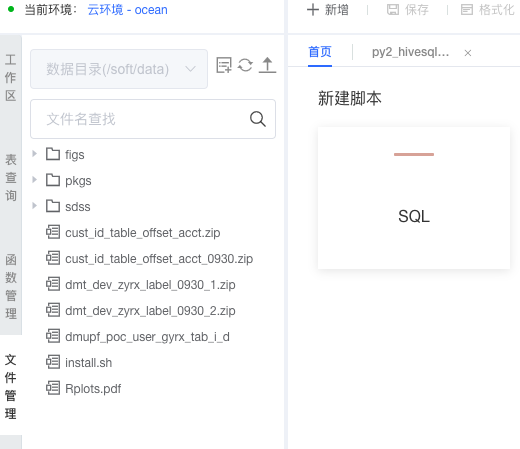 当前环境： 云环境 - ocean
新增
保存
格式化
工作区
表查询
函数管理
文件管理
数据目录(/soft/data)
文件名查找
figs
pkgs
sdss
cust_id_table_offset_acct.zip
cust_id_table_offset_acct_0930.zip
dmt_dev_zyrx_label_0930_1.zip
dmt_dev_zyrx_label_0930_2.zip
dmupf_poc_user_gyrx_tab_i_d
install.sh
Rplots.pdf
首页
py2_hivesql...
新建脚本
SQL